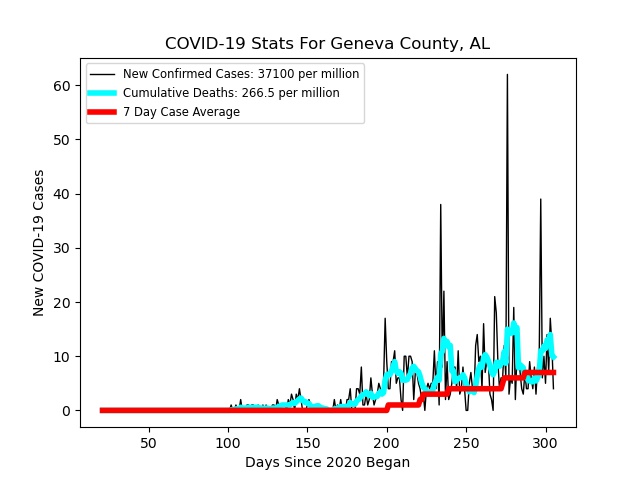 COVID-19 Stats For Geneva County, AL
New Confirmed Cases: 37100 per million
Cumulative Deaths: 266.5 per million
7 Day Case Average
New COVID-19 Cases
60
50
40
30
20
10
0
50 100 150 200 250 300
Days Since 2020 Began